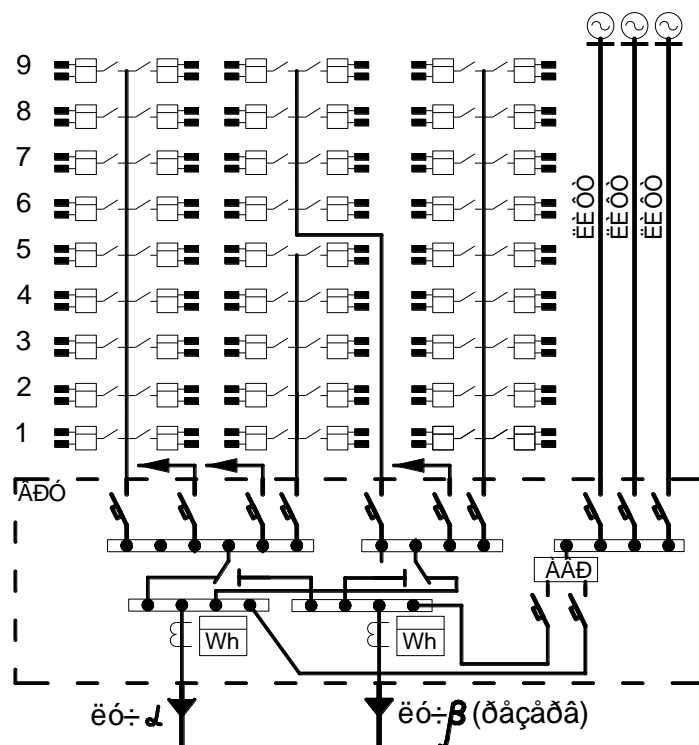 9
8
7
6
5
4
3
2
1
ËÈÔÒ
ËÈÔÒ
ËÈÔÒ
ÂÐÓ
ÀÂÐ
Wh
Wh
ëó÷ α
ëó÷ β (ðåçåðâ)